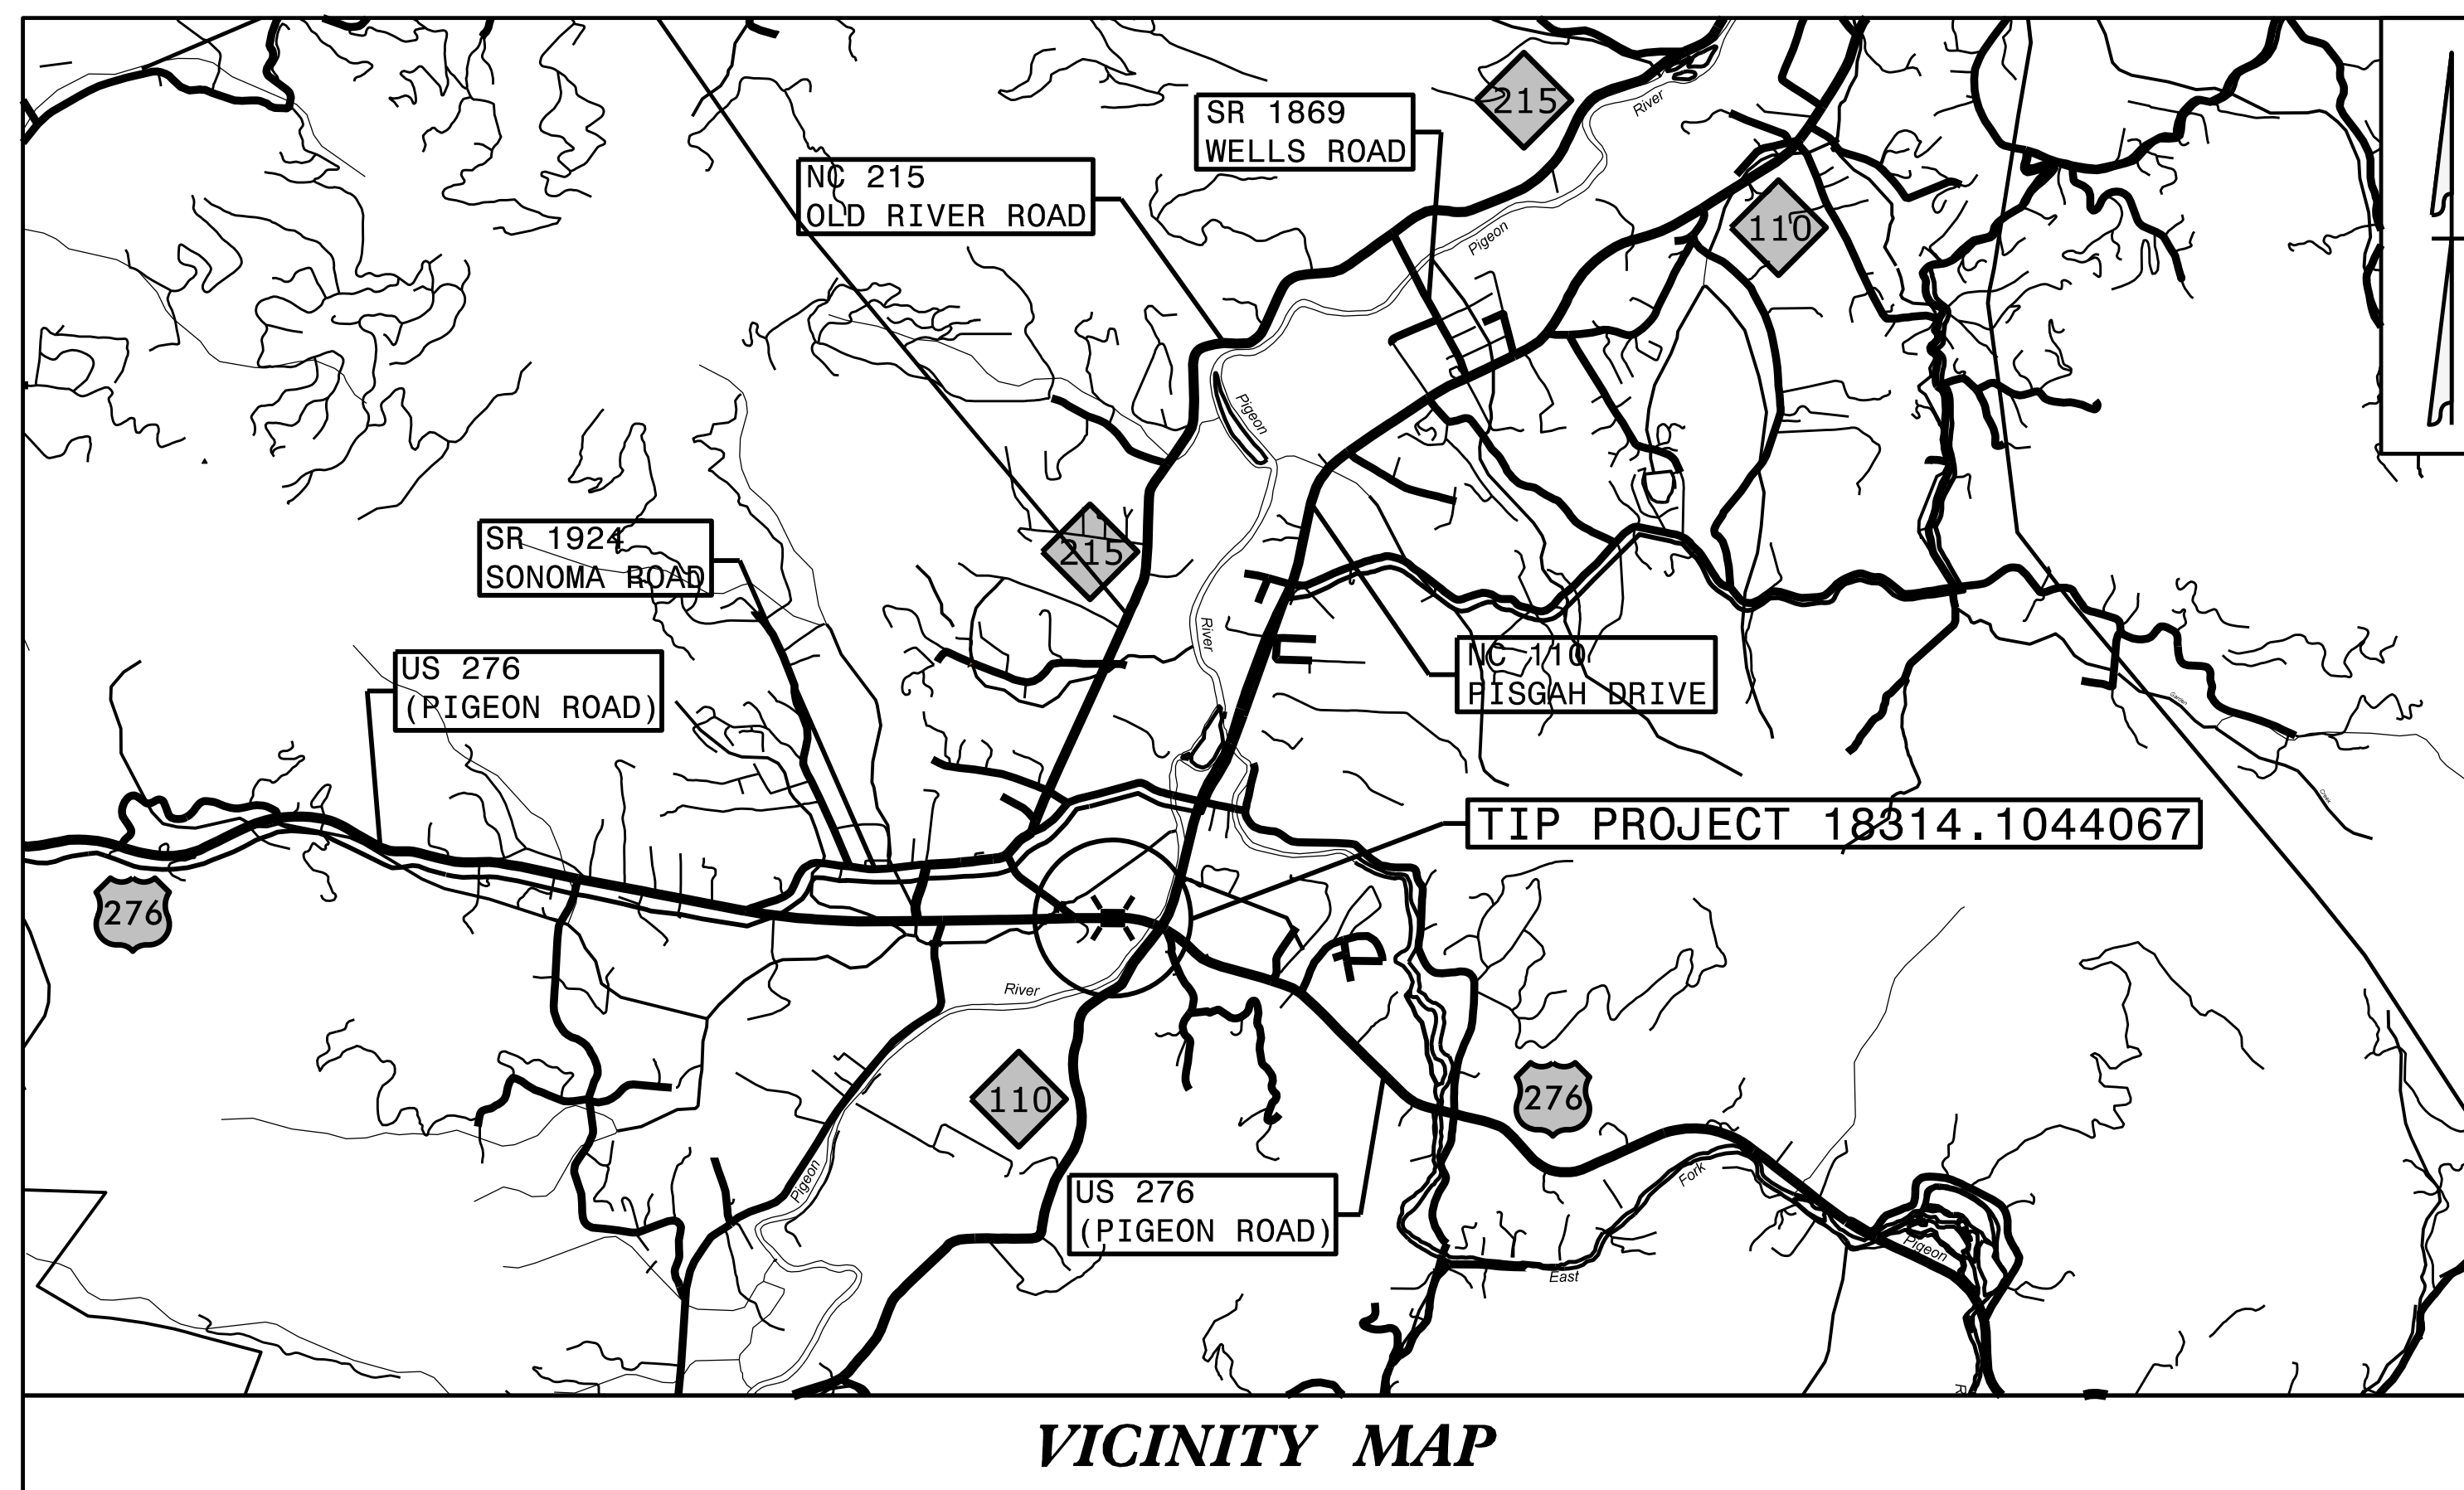 215
SR 1869
WELLS ROAD
River
NC 215
OLD RIVER ROAD
110
Pigeon
Pigeon
SR 1924
SONOMA ROAD
215
River
US 276
(PIGEON ROAD)
NC 110
PISGAH DRIVE
Garden
Creek
TIP PROJECT 18314.1044067
276
River
110
276
Pigeon
Fork
US 276
(PIGEON ROAD)
Pigeon
East
R
VICINITY MAP